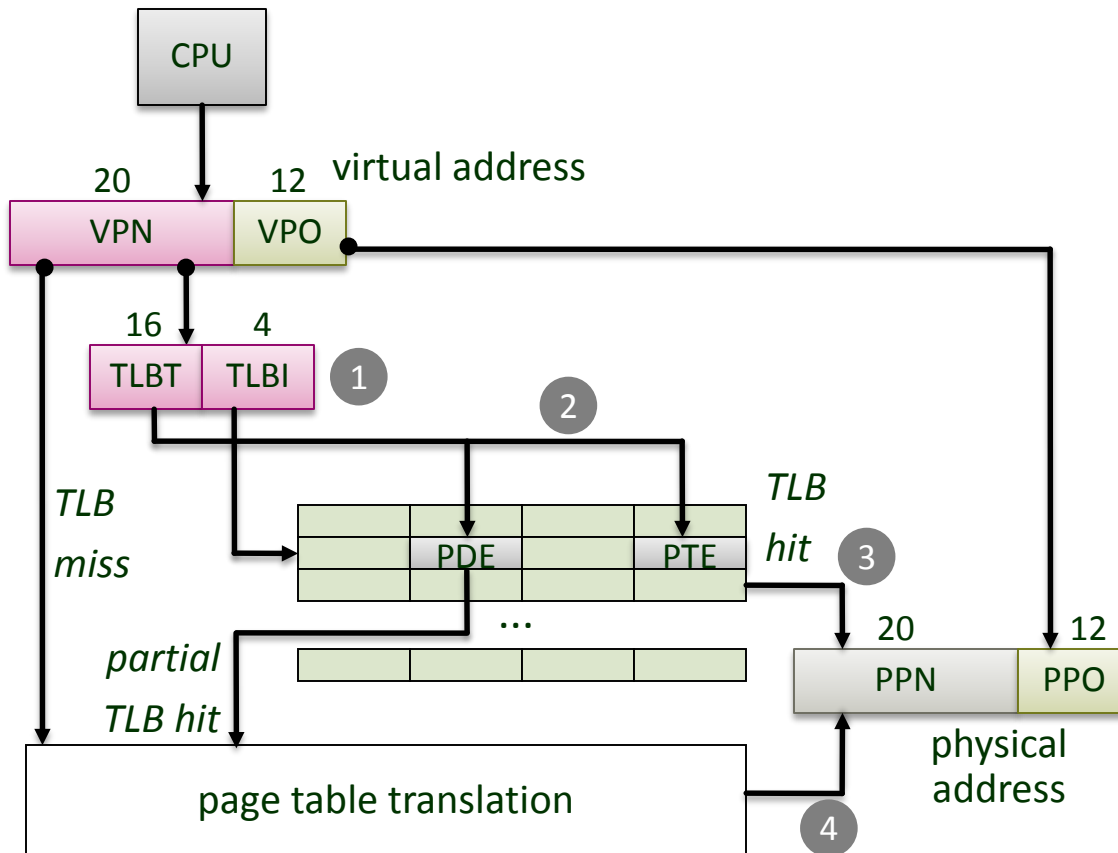 CPU
virtual address
20 12
VPN VPO
16 4
TLBT TLBI
1
2
TLB
miss
TLB
hit
PDE PTE
3
...
partial
TLB hit
20 12
PPN PPO
physical
address
page table translation
4